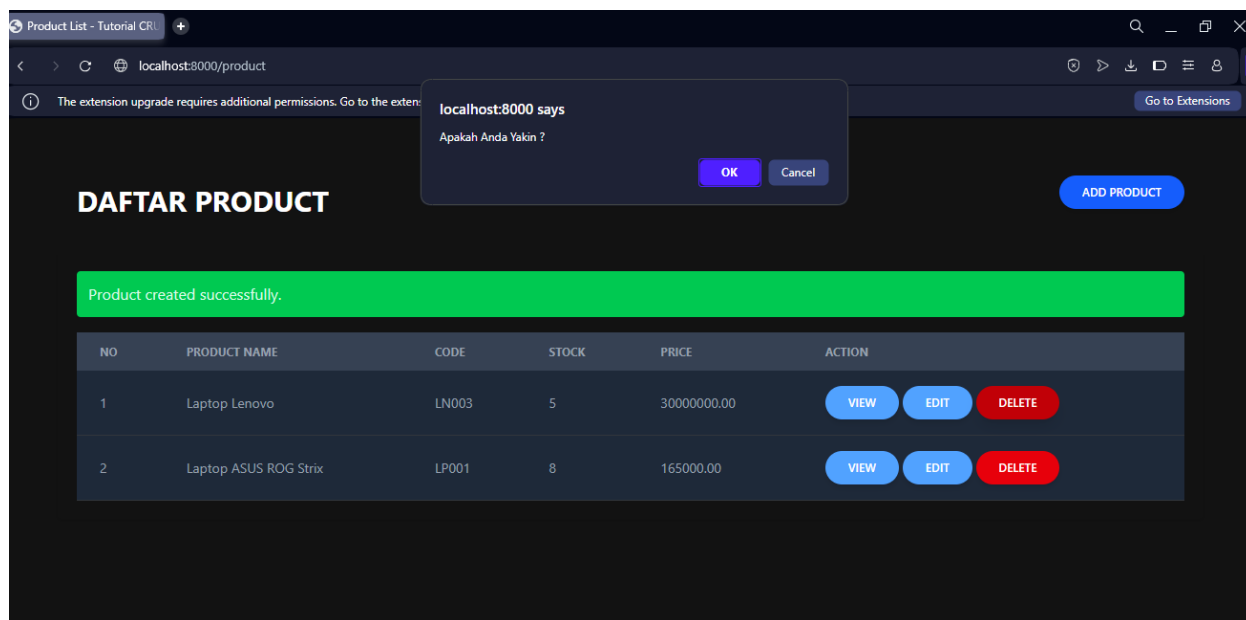 Product List - Tutorial CRU
localhost:8000/product
The extension upgrade requires additional permissions. Go to the exten
Go to Extensions
localhost:8000 says
Apakah Anda Yakin ?
OK Cancel
DAFTAR PRODUCT
ADD PRODUCT
Product created successfully.
NO PRODUCT NAME CODE STOCK PRICE ACTION
1 Laptop Lenovo LN003 5 30000000.00 VIEW EDIT DELETE
2 Laptop ASUS ROG Strix LP001 8 165000.00 VIEW EDIT DELETE